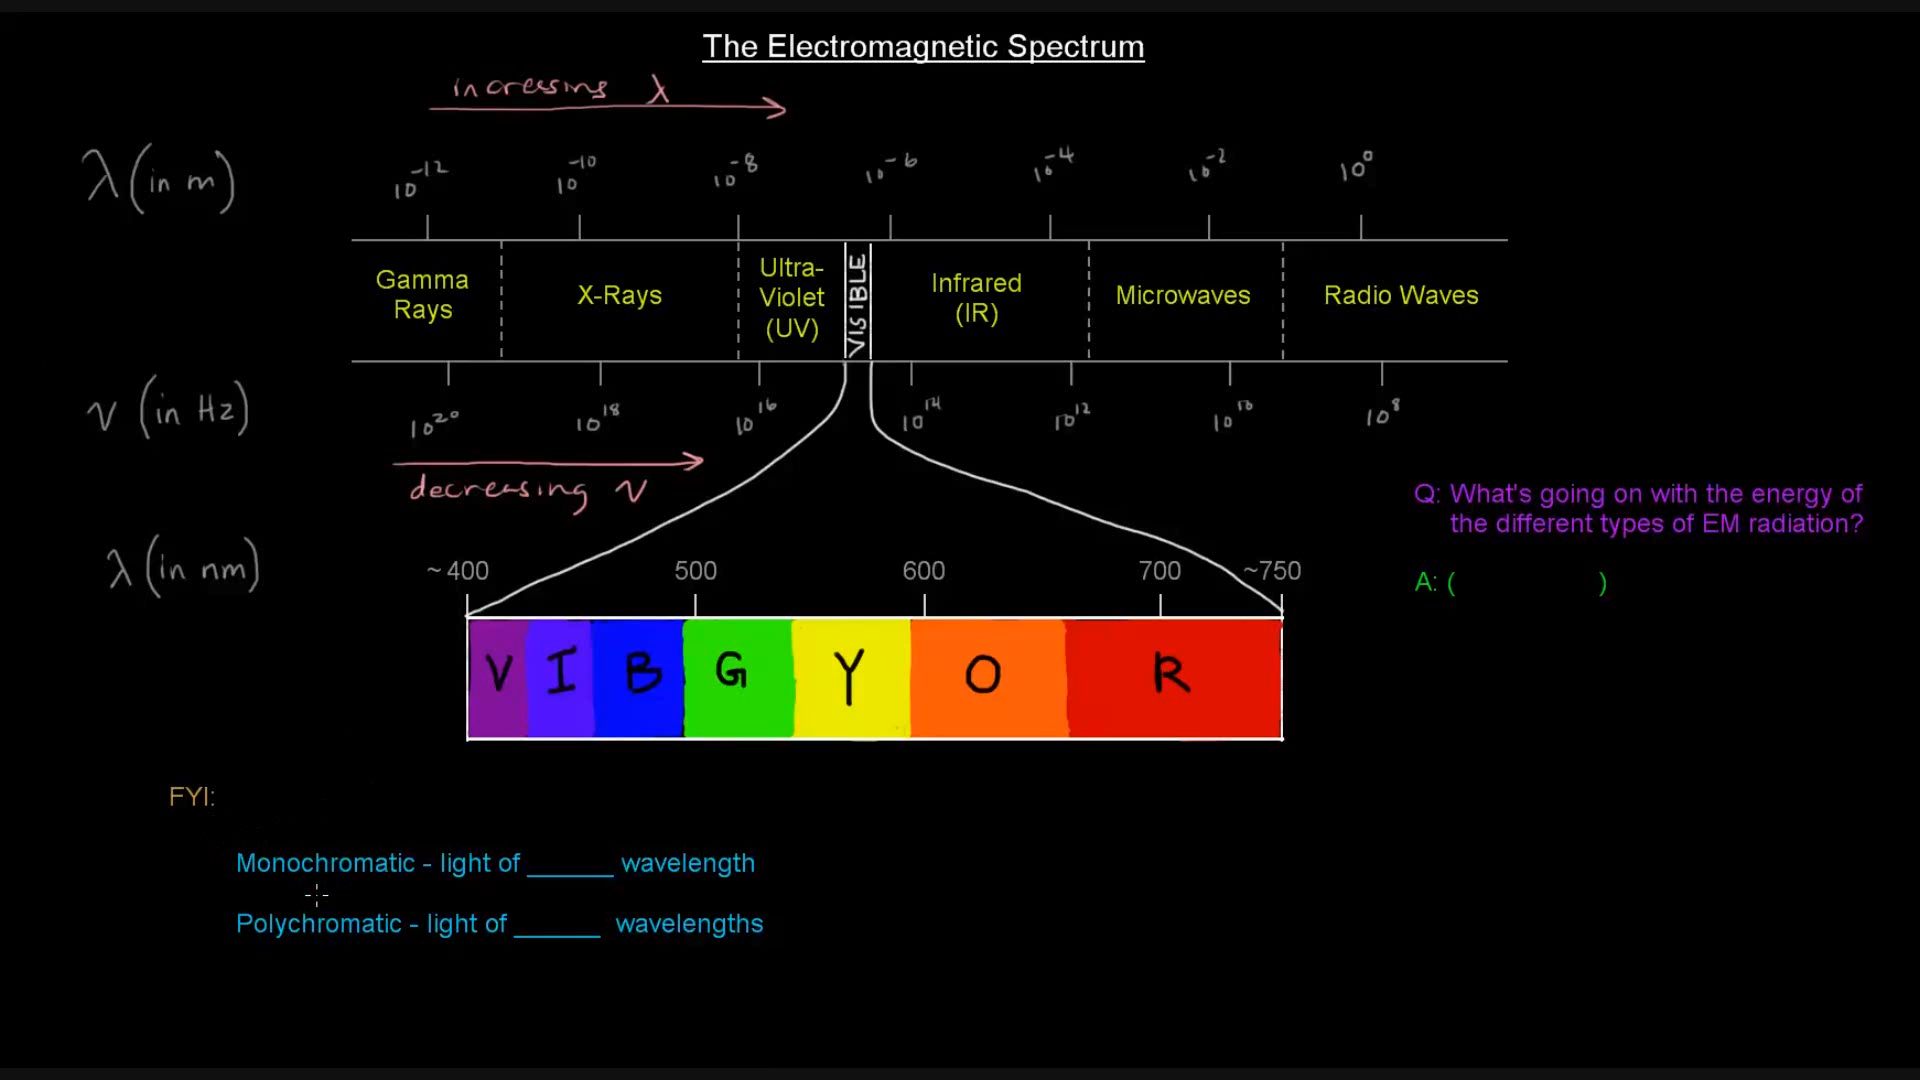 The Electromagnetic Spectrum
increasing λ
λ (in m)
10⁻¹² 10⁻¹⁰ 10⁻⁸ 10⁻⁶ 10⁻⁴ 10⁻² 10⁰
Gamma
Rays
X-Rays
Ultra-
Violet
(UV)
VISIBLE
Infrared
(IR)
Microwaves
Radio Waves
ν (in Hz)
10²⁰ 10¹⁸ 10¹⁶ 10¹⁴ 10¹² 10¹⁰ 10⁸
decreasing ν
Q: What's going on with the energy of
the different types of EM radiation?
A: ( )
λ (in nm)
~400 500 600 700 ~750
V I B G Y O R
FYI:
Monochromatic - light of ______ wavelength
Polychromatic - light of ______ wavelengths